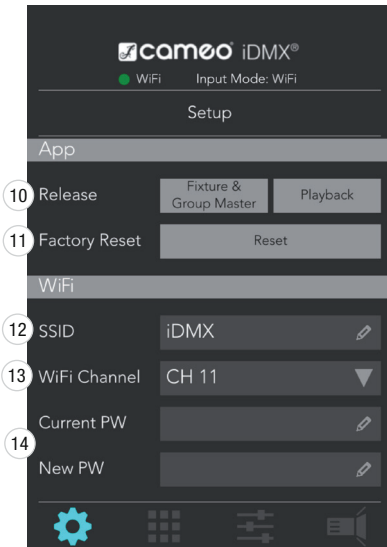 cameo iDMX®
WiFi Input Mode: WiFi
Setup
App
10 Release Fixture & Group Master Playback
11 Factory Reset Reset
WiFi
12 SSID iDMX
13 WiFi Channel CH 11
Current PW
14
New PW